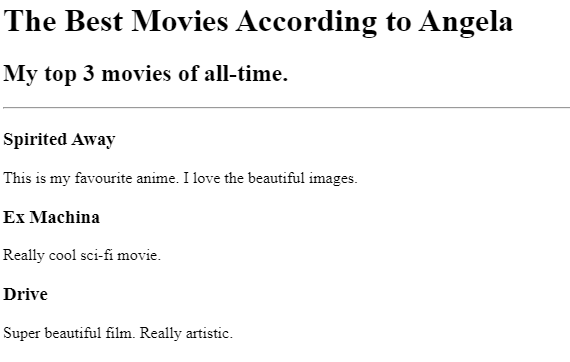 The Best Movies According to Angela
My top 3 movies of all-time.
Spirited Away
This is my favourite anime. I love the beautiful images.
Ex Machina
Really cool sci-fi movie.
Drive
Super beautiful film. Really artistic.